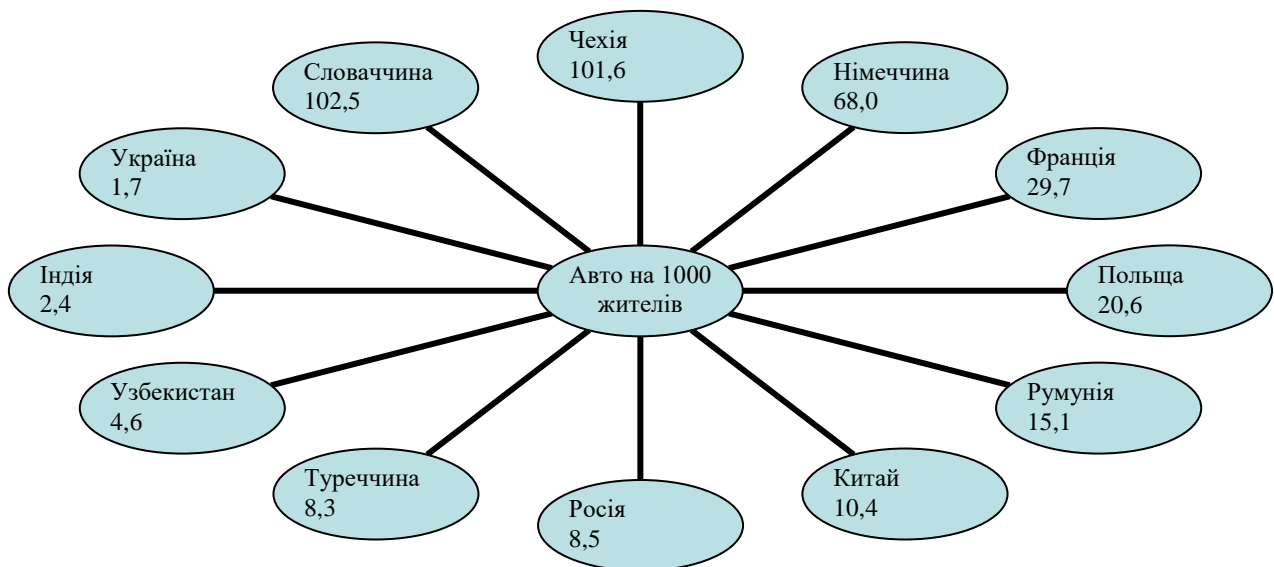 Чехія
101,6
Словаччина
102,5
Німеччина
68,0
Україна
1,7
Франція
29,7
Індія
2,4
Авто на 1000
жителів
Польща
20,6
Узбекистан
4,6
Румунія
15,1
Туреччина
8,3
Китай
10,4
Росія
8,5